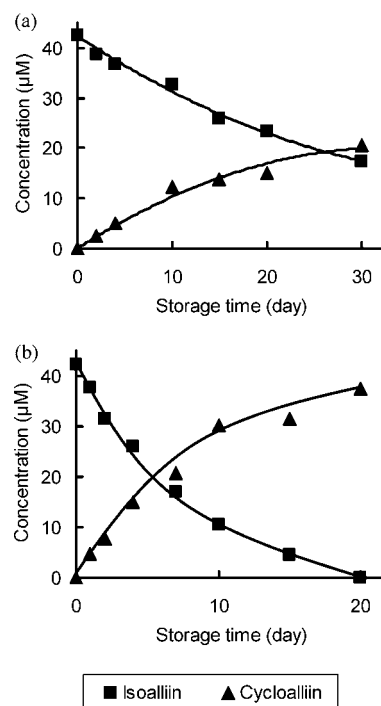 (a)
Concentration (µM)
40
30
20
10
0
0 10 20 30
Storage time (day)
(b)
Concentration (µM)
40
30
20
10
0
0 10 20
Storage time (day)
Isoalliin Cycloalliin